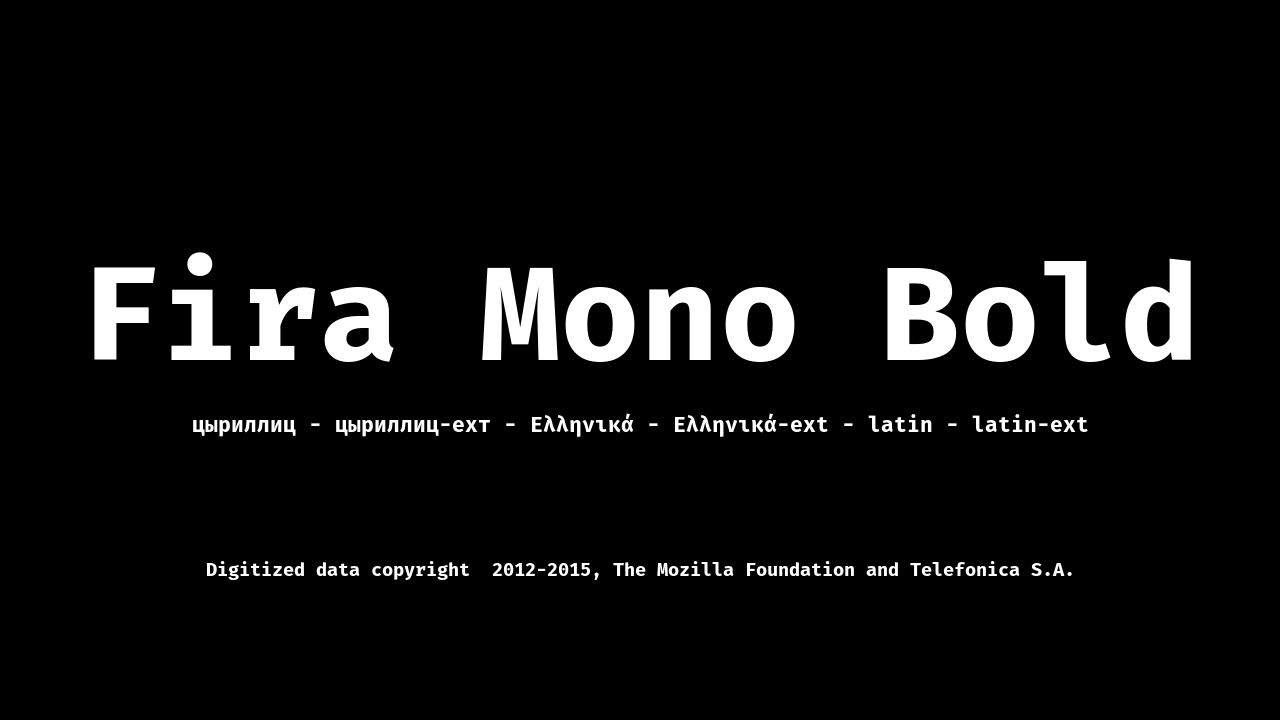 Fira Mono Bold
цыриллиц - цыриллиц-ехт - Ελληνικά - Ελληνικά-ext - latin - latin-ext
Digitized data copyright  2012-2015, The Mozilla Foundation and Telefonica S.A.